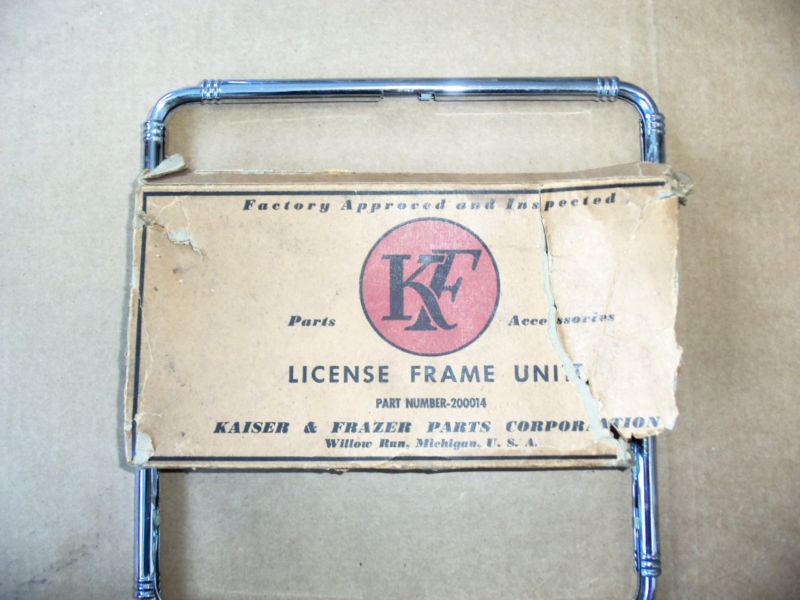 Factory Approved and Inspected
KF
Parts Accessories
LICENSE FRAME UNIT
PART NUMBER-200014
KAISER & FRAZER PARTS CORPORATION
Willow Run, Michigan, U. S. A.